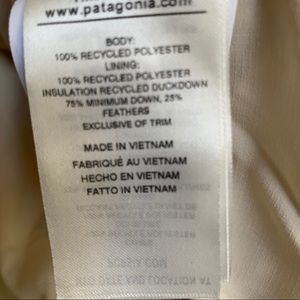 www.patagonia.com
BODY:
100% RECYCLED POLYESTER
LINING:
100% RECYCLED POLYESTER
INSULATION RECYCLED DUCKDOWN
75% MINIMUM DOWN, 25%
FEATHERS
EXCLUSIVE OF TRIM
MADE IN VIETNAM
FABRIQUÉ AU VIETNAM
HECHO EN VIETNAM
FATTO IN VIETNAM